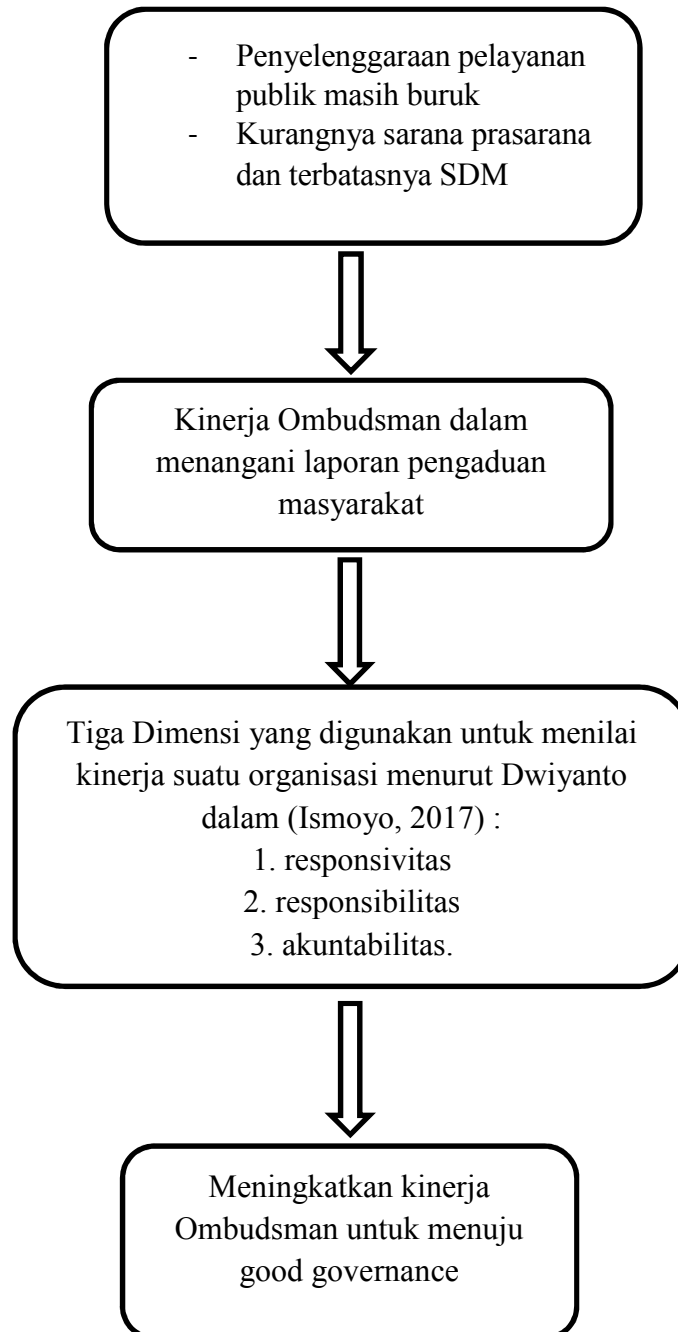 - Penyelenggaraan pelayanan
publik masih buruk
- Kurangnya sarana prasarana
dan terbatasnya SDM
Kinerja Ombudsman dalam
menangani laporan pengaduan
masyarakat
Tiga Dimensi yang digunakan untuk menilai
kinerja suatu organisasi menurut Dwiyanto
dalam (Ismoyo, 2017) :
1. responsivitas
2. responsibilitas
3. akuntabilitas.
Meningkatkan kinerja
Ombudsman untuk menuju
good governance